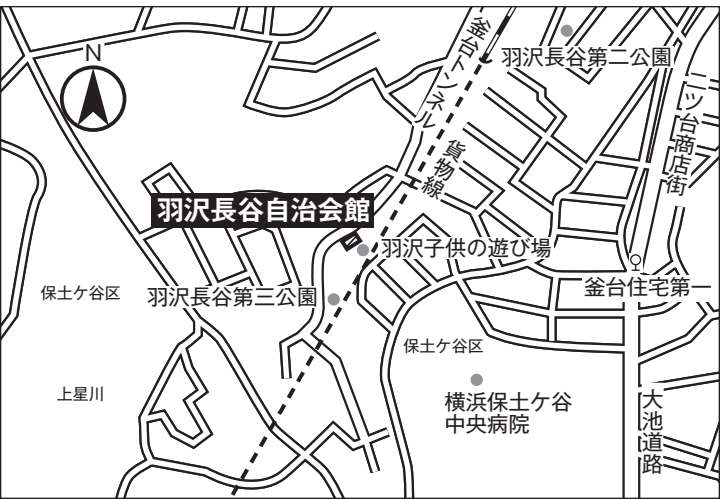 N
釜台トンネル
羽沢長谷第二公園
二ツ台商店街
貨物線
羽沢長谷自治会館
羽沢子供の遊び場
釜台住宅第一
保土ケ谷区
羽沢長谷第三公園
保土ケ谷区
上星川
横浜保土ケ谷
中央病院
大池道路